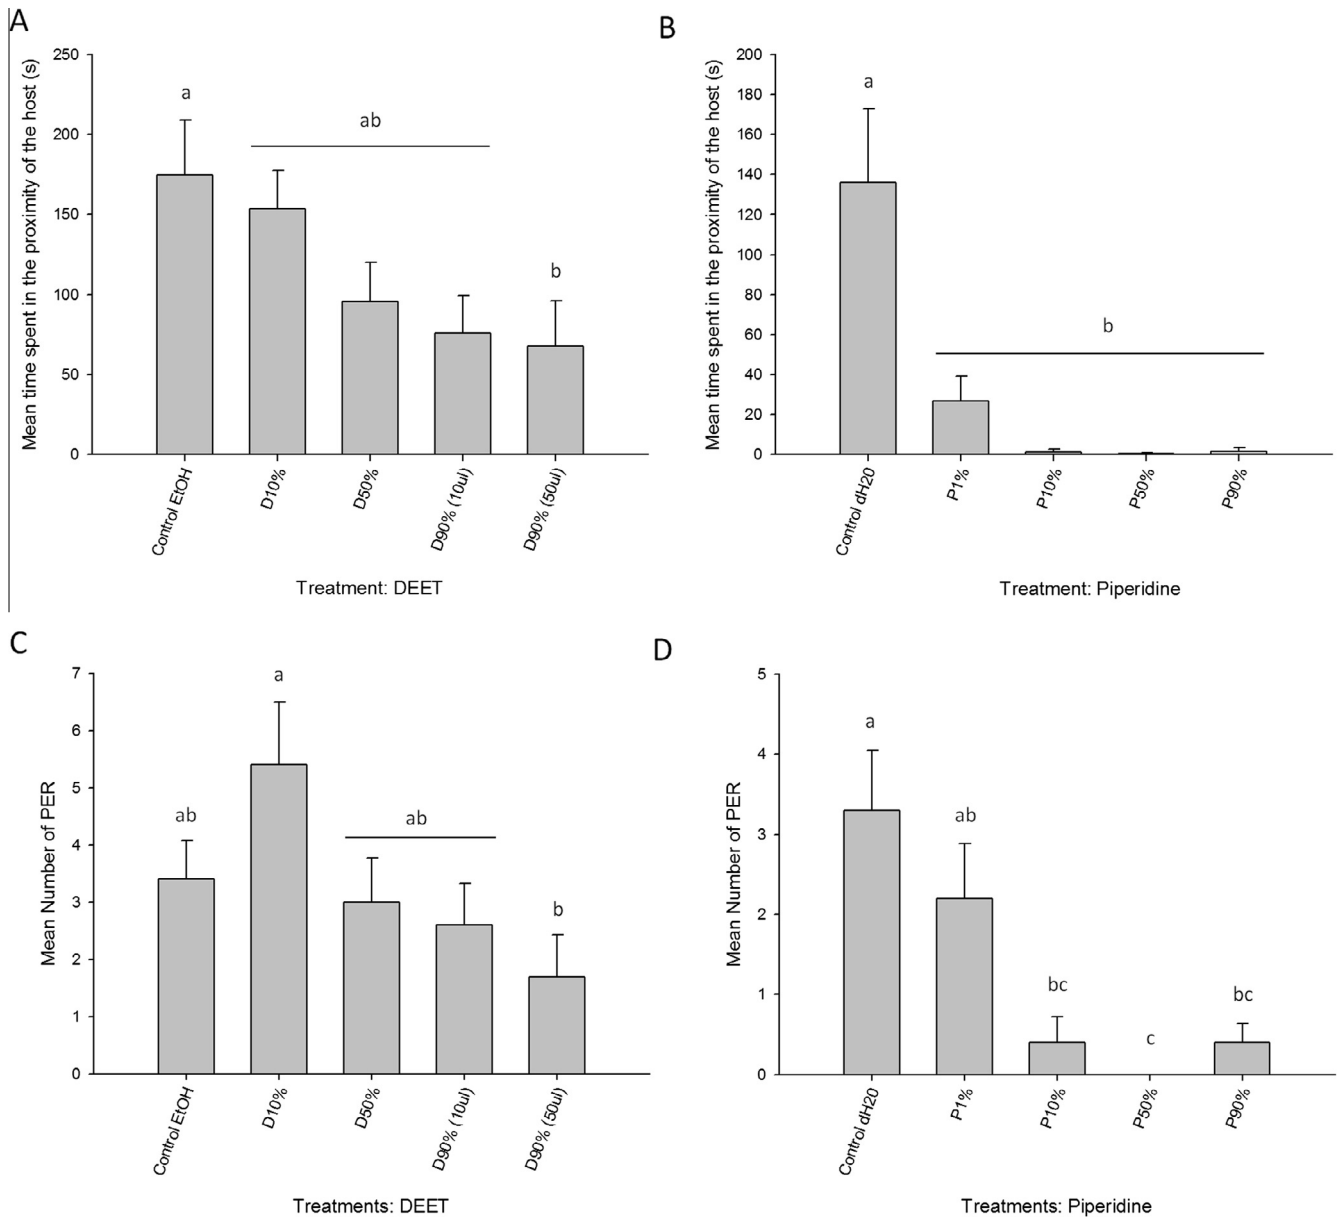 A
Mean time spent in the proximity of the host (s)
250
200
150
100
50
0
a
ab
b
Control EtOH
D10%
D50%
D90% (10ul)
D90% (50ul)
Treatment: DEET
B
Mean time spent in the proximity of the host (s)
200
180
160
140
120
100
80
60
40
20
0
a
b
Control dH20
P1%
P10%
P50%
P90%
Treatment: Piperidine
C
Mean Number of PER
7
6
5
4
3
2
1
0
ab
a
ab
b
Control EtOH
D10%
D50%
D90% (10ul)
D90% (50ul)
Treatments: DEET
D
Mean Number of PER
5
4
3
2
1
0
a
ab
bc
c
bc
Control dH20
P1%
P10%
P50%
P90%
Treatments: Piperidine